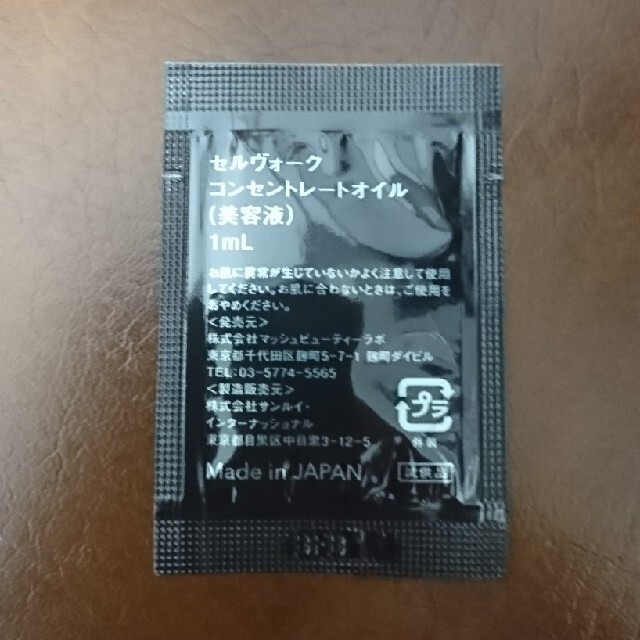 セルヴォーク
コンセントレートオイル
(美容液)
1mL
お肌に異常が生じていないかよく注意して使用
してください。お肌に合わないときは、ご使用を
おやめください。
<発売元>
株式会社マッシュビューティーラボ
東京都千代田区麹町5-7-1 麹町ダイビル
TEL:03-5774-5565
<製造販売元>
株式会社サンルイ・
インターナッショナル
東京都目黒区中目黒3-12-5
プラ
外装
Made in JAPAN
試供品